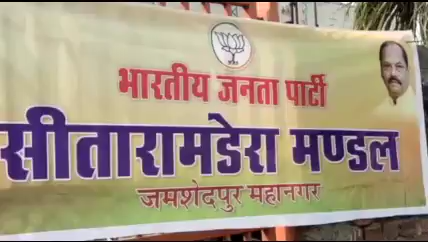 भारतीय जनता पार्टी
सीतारामडेरा मण्डल
जमशेदपुर महानगर